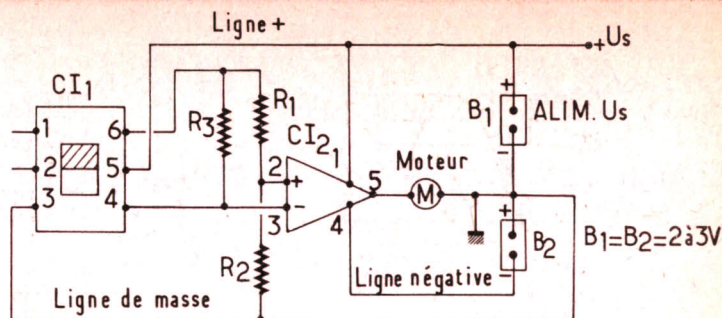 Ligne+
+Us
CI1
1
2
3
6
5
4
R3
R1
CI2
1
2
+
3
-
4
5
R2
Moteur
M
B1
+
-
ALIM. Us
+
-
B2
B1=B2=2à3V
Ligne négative
Ligne de masse